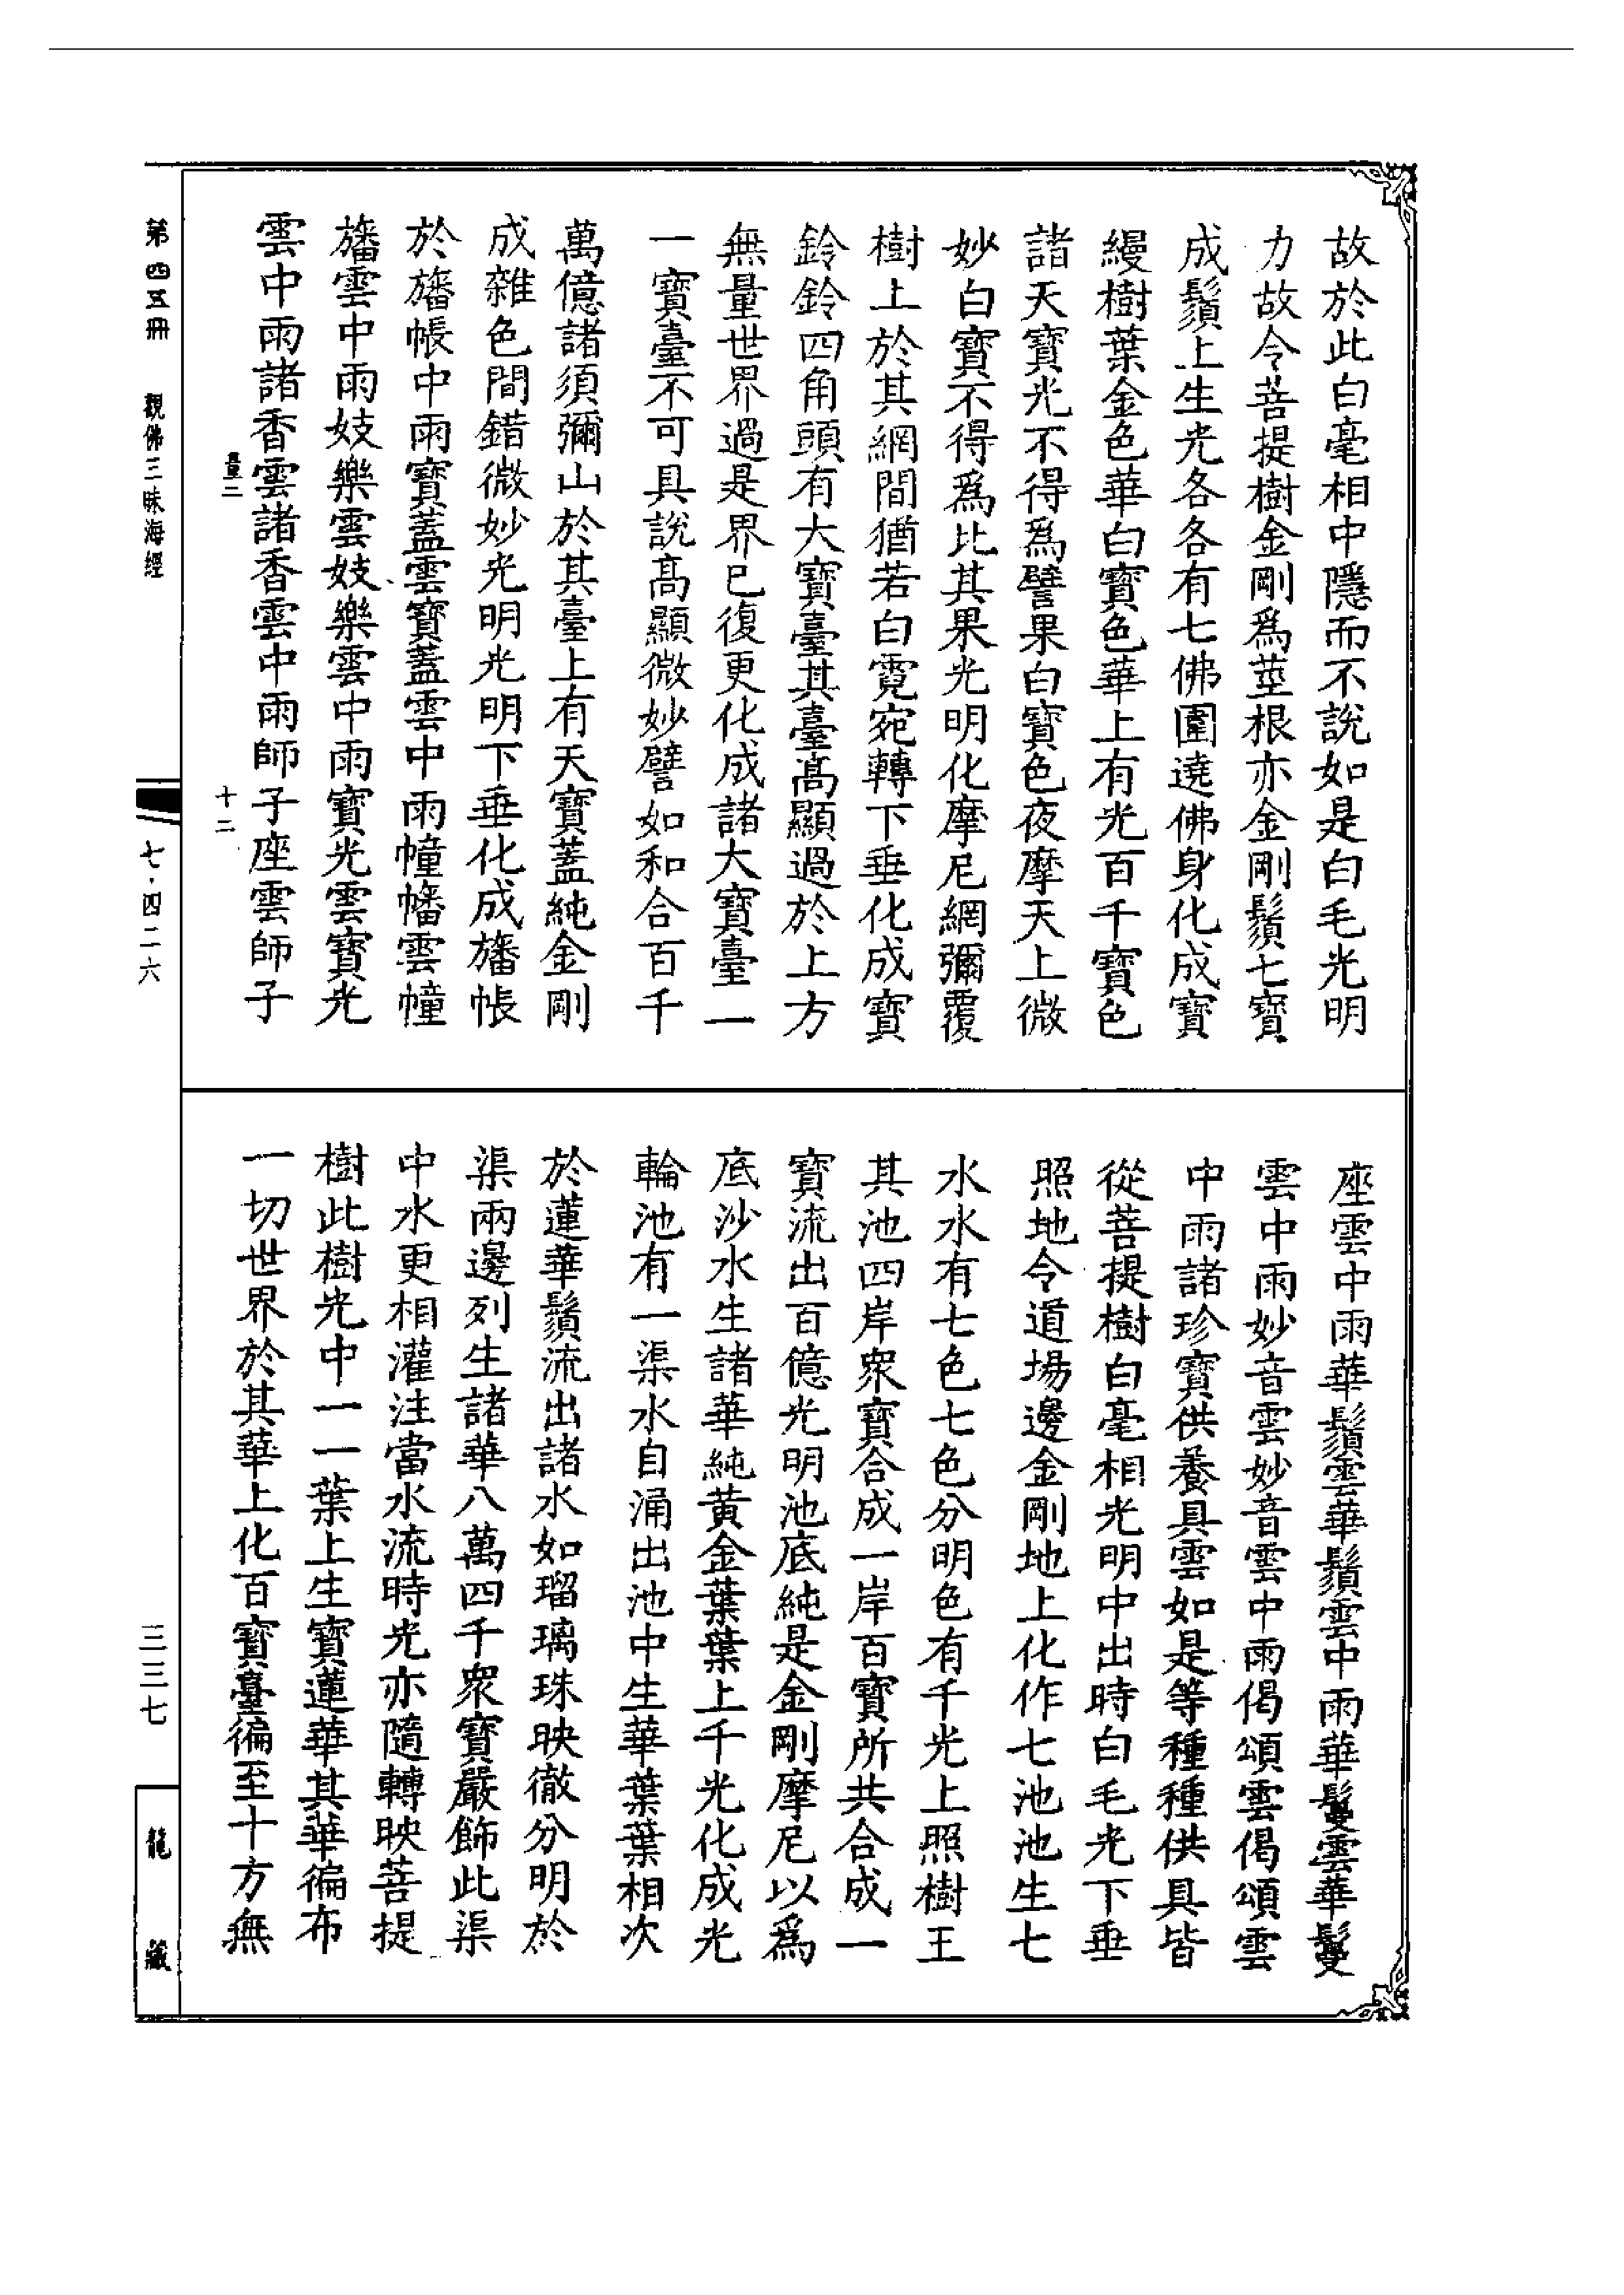 故於此白毫相中隱而不說如是白毛光明
力故令菩提樹金剛爲莖根亦金剛鬚七寶
成鬚上生光各各有七佛圍遶佛身化成寶
縵樹葉金色華白寶色華上有光百千寶色
諸天寶光不得爲譬果白寶色夜摩天上微
妙白寶不得爲比其果光明化摩尼網彌覆
樹上於其網間猶若白霓宛轉下垂化成寶
鈴鈴四角頭有大寶臺其臺高顯過於上方
無量世界過是界已復更化成諸大寶臺一
一寶臺不可具說高顯微妙譬如和合百千
萬億諸須彌山於其臺上有天寶蓋純金剛
成雜色間錯微妙光明光明下垂化成旛帳
於旛帳中雨寶蓋雲寶蓋雲中雨幢幡雲幢
旛雲中雨妓樂雲妓樂雲中雨寶光雲寶光
雲中雨諸香雲諸香雲中雨師子座雲師子
量三 十二
座雲中雨華鬚雲華鬚雲中雨華鬘雲華鬘
雲中雨妙音雲妙音雲中雨偈頌雲偈頌雲
中雨諸珍寶供養具雲如是等種種供具皆
從菩提樹白毫相光明中出時白毛光下垂
照地令道場邊金剛地上化作七池池生七
水水有七色七色分明色有千光上照樹王
其池四岸衆寶合成一岸百寶所共合成一
寶流出百億光明池底純是金剛摩尼以爲
底沙水生諸華純黃金葉葉上千光化成光
輪池有一渠水自涌出池中生華葉葉相次
於蓮華鬚流出諸水如瑠璃珠映徹分明於
渠兩邊列生諸華八萬四千衆寶嚴飾此渠
中水更相灌注當水流時光亦隨轉映菩提
樹此樹光中一一葉上生寶蓮華其華徧布
一切世界於其華上化百寶臺徧至十方無
第四五冊 觀佛三昧海經
七·四二六
三三七
龍藏